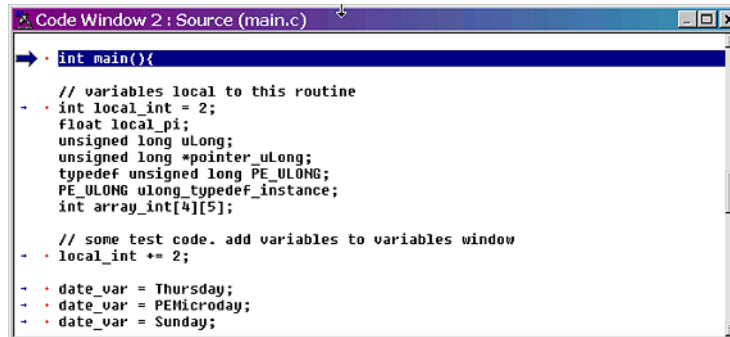 Code Window 2 : Source (main.c)
int main(){
// variables local to this routine
int local_int = 2;
float local_pi;
unsigned long uLong;
unsigned long *pointer_uLong;
typedef unsigned long PE_ULONG;
PE_ULONG ulong_typedef_instance;
int array_int[4][5];
// some test code. add variables to variables window
local_int += 2;
date_var = Thursday;
date_var = PEMicroday;
date_var = Sunday;